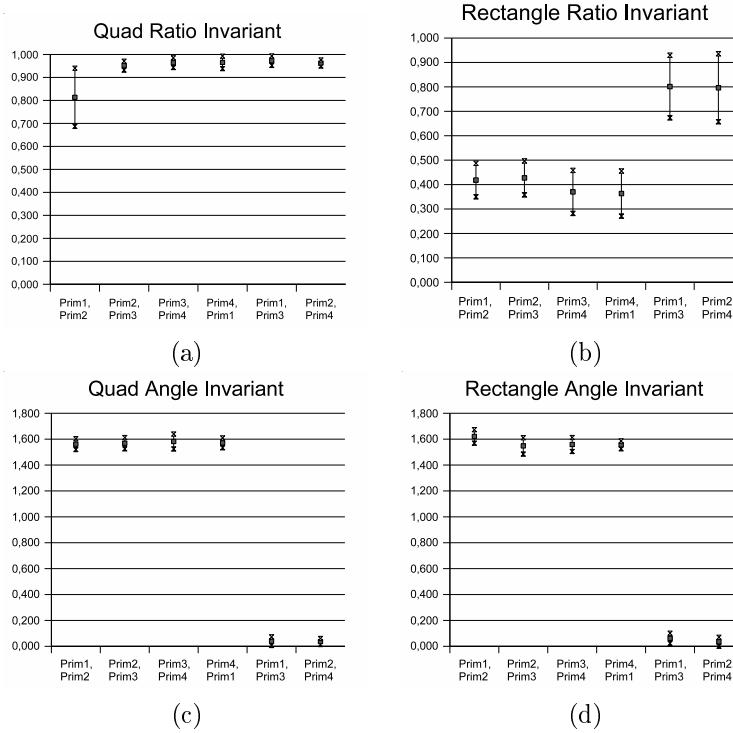 Quad Ratio Invariant
1,000
0,900
0,800
0,700
0,600
0,500
0,400
0,300
0,200
0,100
0,000
Prim1, Prim2, Prim3, Prim4, Prim1, Prim2,
Prim2 Prim3 Prim4 Prim1 Prim3 Prim4
(a)
Rectangle Ratio Invariant
1,000
0,900
0,800
0,700
0,600
0,500
0,400
0,300
0,200
0,100
0,000
Prim1, Prim2, Prim3, Prim4, Prim1, Prim2
Prim2 Prim3 Prim4 Prim1 Prim3 Prim4
(b)
Quad Angle Invariant
1,800
1,600
1,400
1,200
1,000
0,800
0,600
0,400
0,200
0,000
Prim1, Prim2, Prim3, Prim4, Prim1, Prim2,
Prim2 Prim3 Prim4 Prim1 Prim3 Prim4
(c)
Rectangle Angle Invariant
1,800
1,600
1,400
1,200
1,000
0,800
0,600
0,400
0,200
0,000
Prim1, Prim2, Prim3, Prim4, Prim1, Prim2
Prim2 Prim3 Prim4 Prim1 Prim3 Prim4
(d)